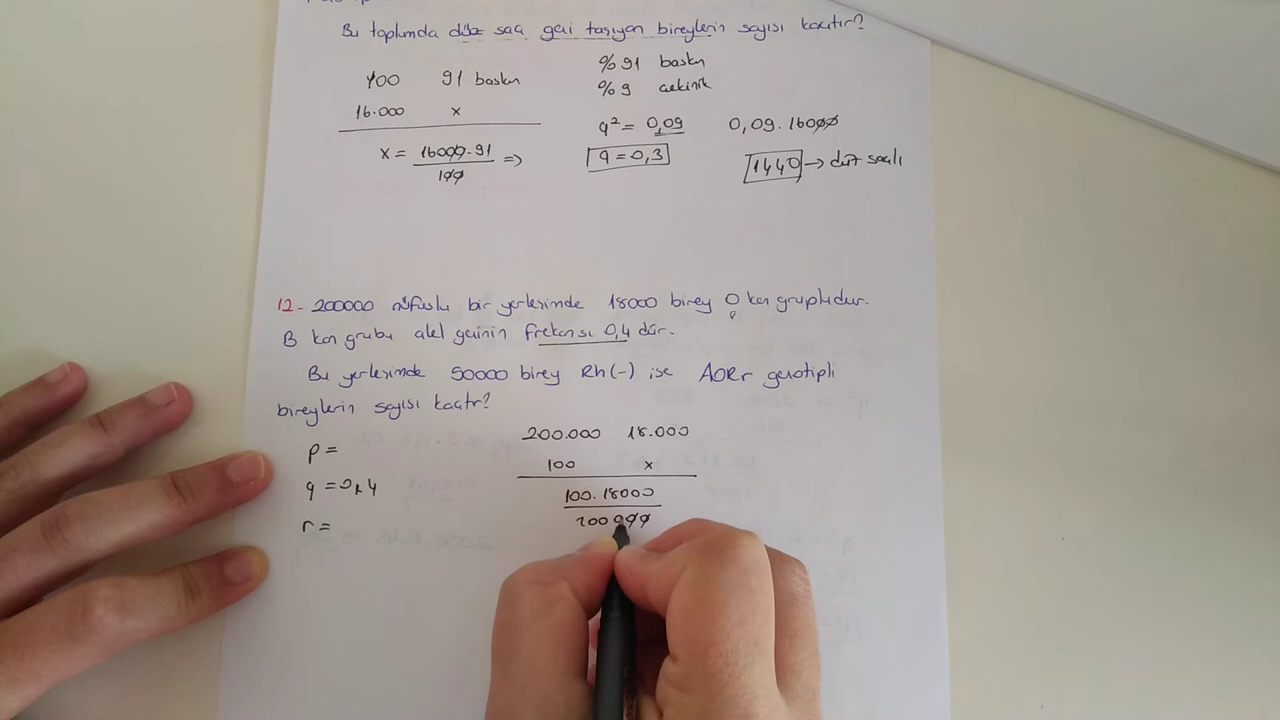 Bu toplumda düz saç geni taşıyan bireylerin sayısı kaçtır?
100 91 baskın
16.000 x
x = 16000.91 / 100 =>
% 91 baskın
% 9 çekinik
q² = 0,09
q = 0,3
0,09 . 16000
1440 → düz saçlı
12- 200000 nüfuslu bir yerleşimde 18000 birey 0 kan grupludur.
B kan grubu alel geninin frekansı 0,4 dür.
Bu yerleşimde 50000 birey Rh(-) ise AORr genotipli
bireylerin sayısı kaçtır?
p =
q = 0,4
r =
200.000 18.000
100 x
100.18000
200000